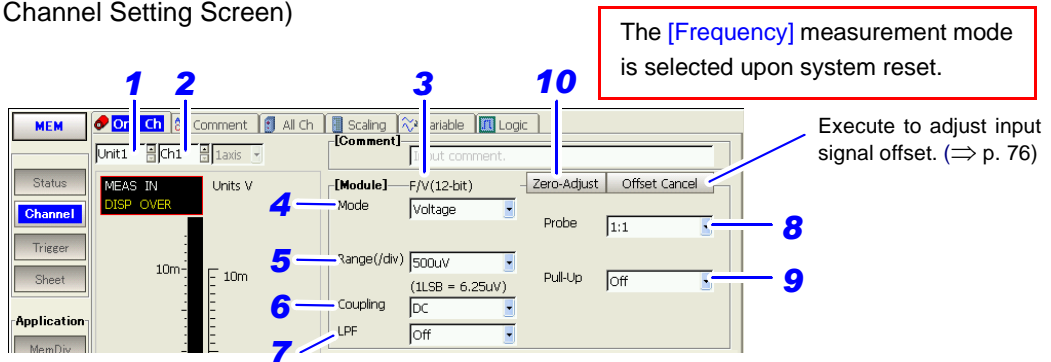 Channel Setting Screen)
The [Frequency] measurement mode
is selected upon system reset.
1 2 3 10
MEM One Ch Comment All Ch Scaling Variable Logic
Execute to adjust input
signal offset. (⇒ p. 76)
Unit1 Ch1 1axis
[Comment] Input comment.
Status
MEAS IN Units V
DISP OVER
[Module] F/V(12-bit) Zero-Adjust Offset Cancel
Channel
4 Mode Voltage
Probe 1:1 8
Trigger
5 Range(/div) 500uV
10m 10m
Sheet
(1LSB = 6.25uV)
Pull-Up Off 9
6 Coupling DC
Application
7 LPF Off
MemDiv